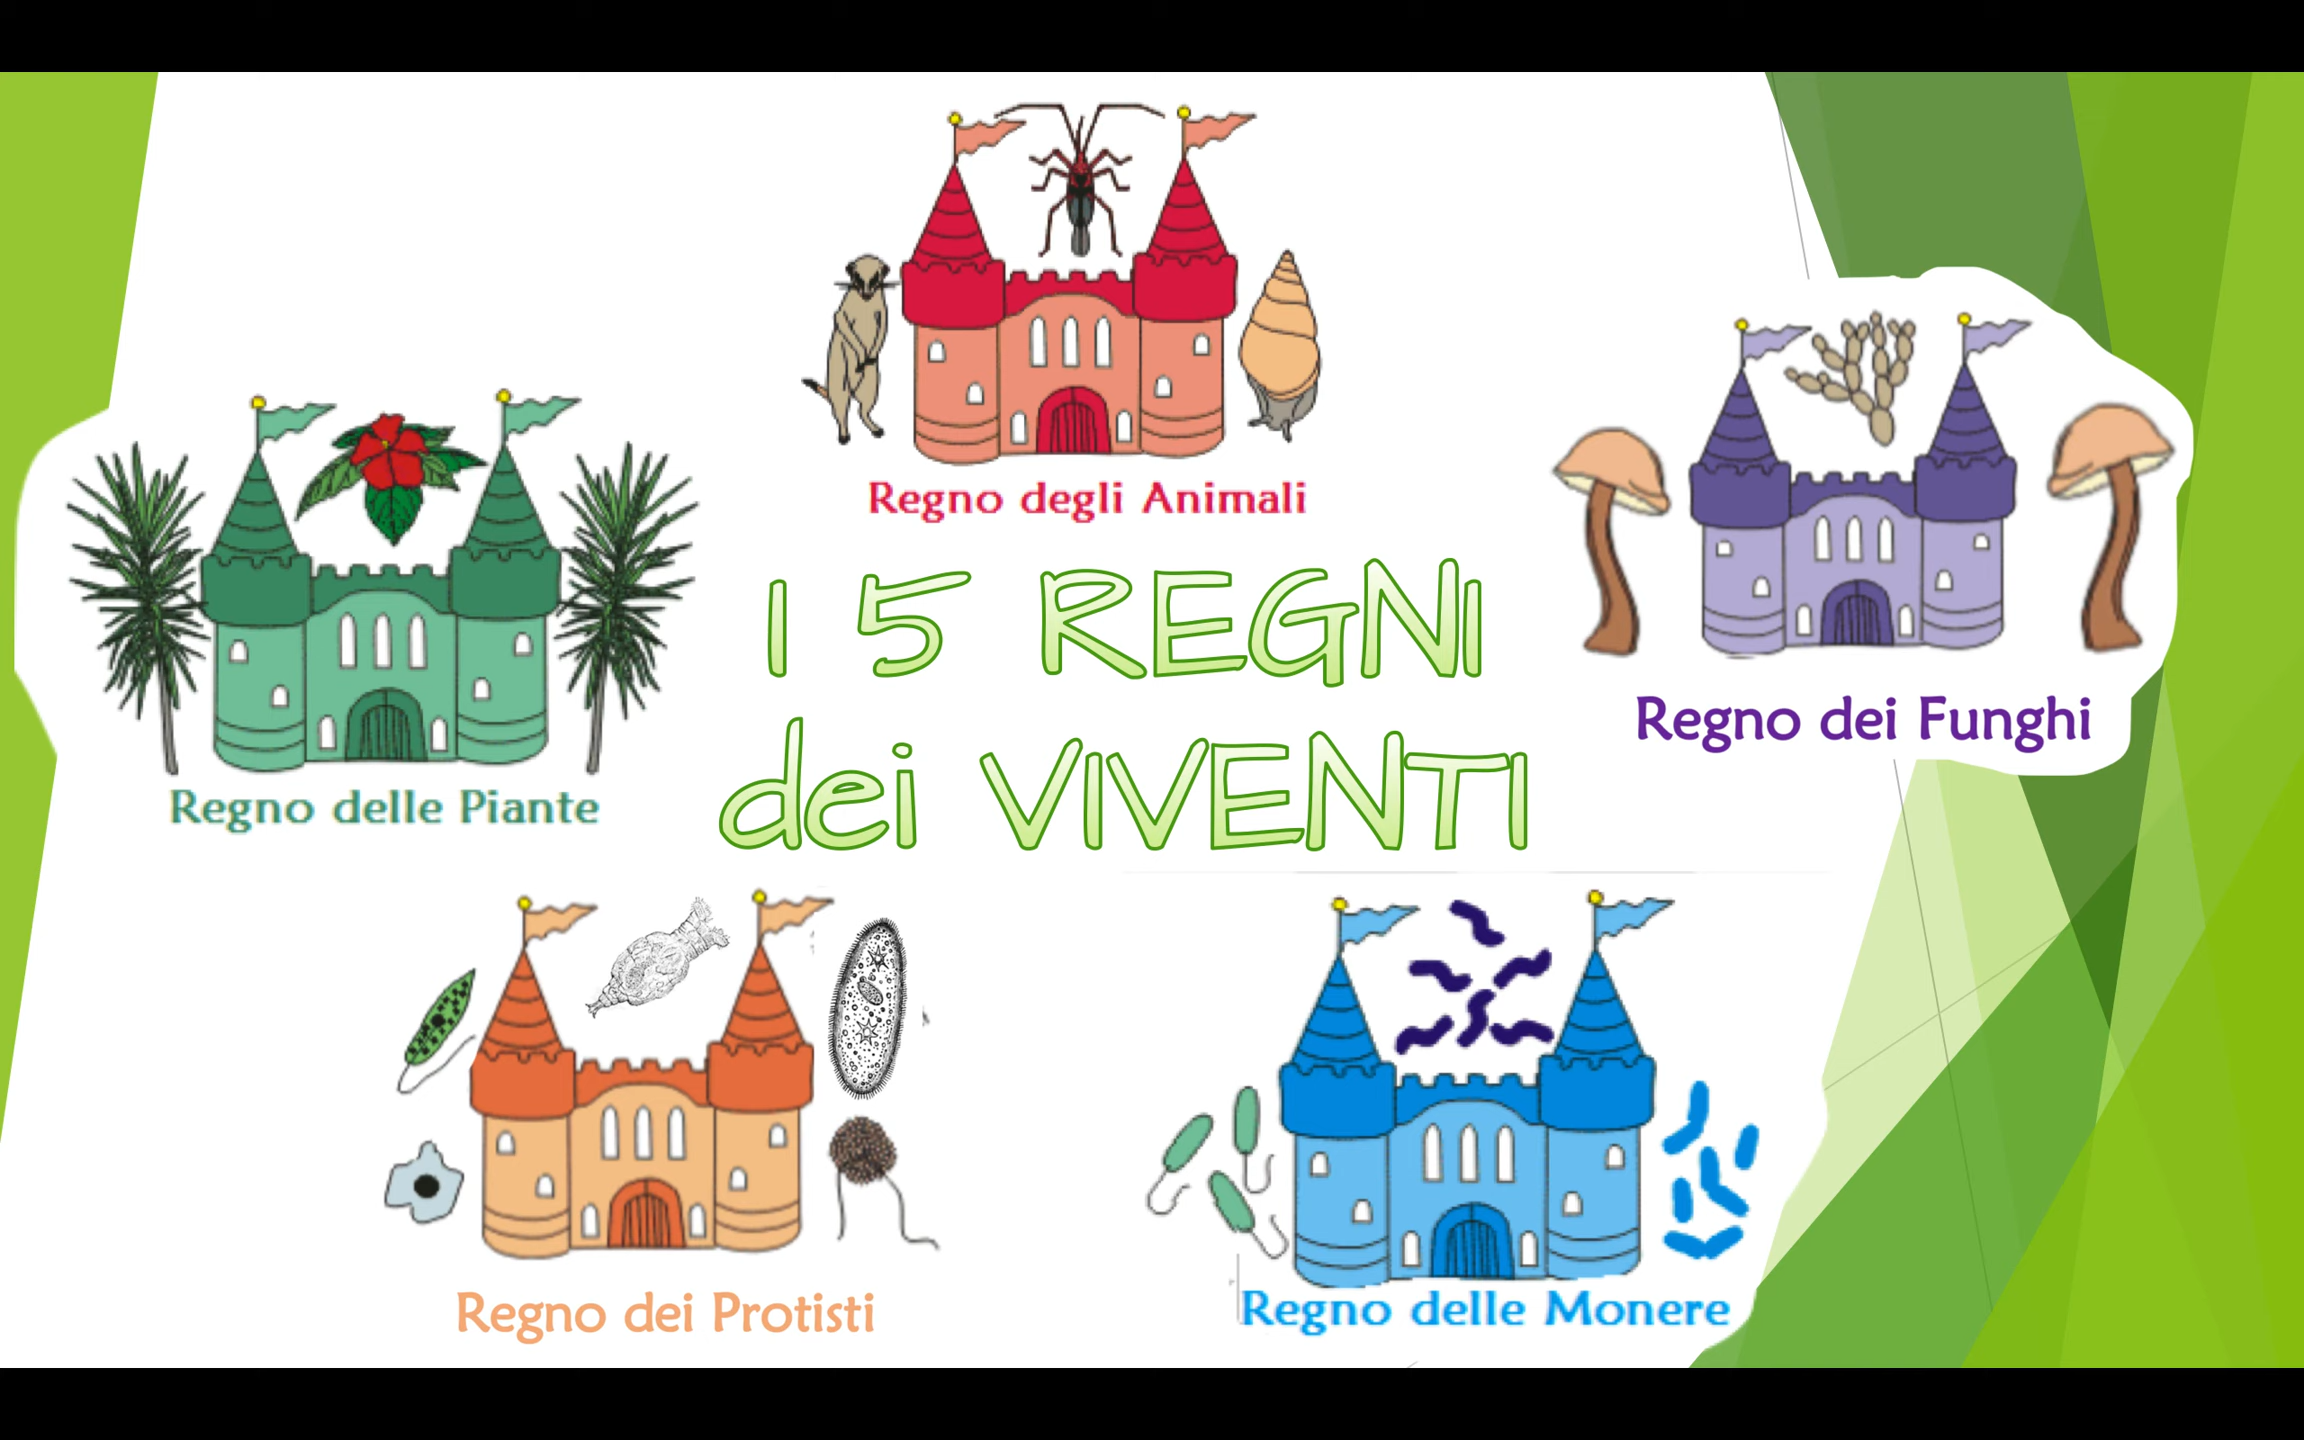 Regno degli Animali
Regno delle Piante
I 5 REGNI
dei VIVENTI
Regno dei Funghi
Regno dei Protisti
Regno delle Monere